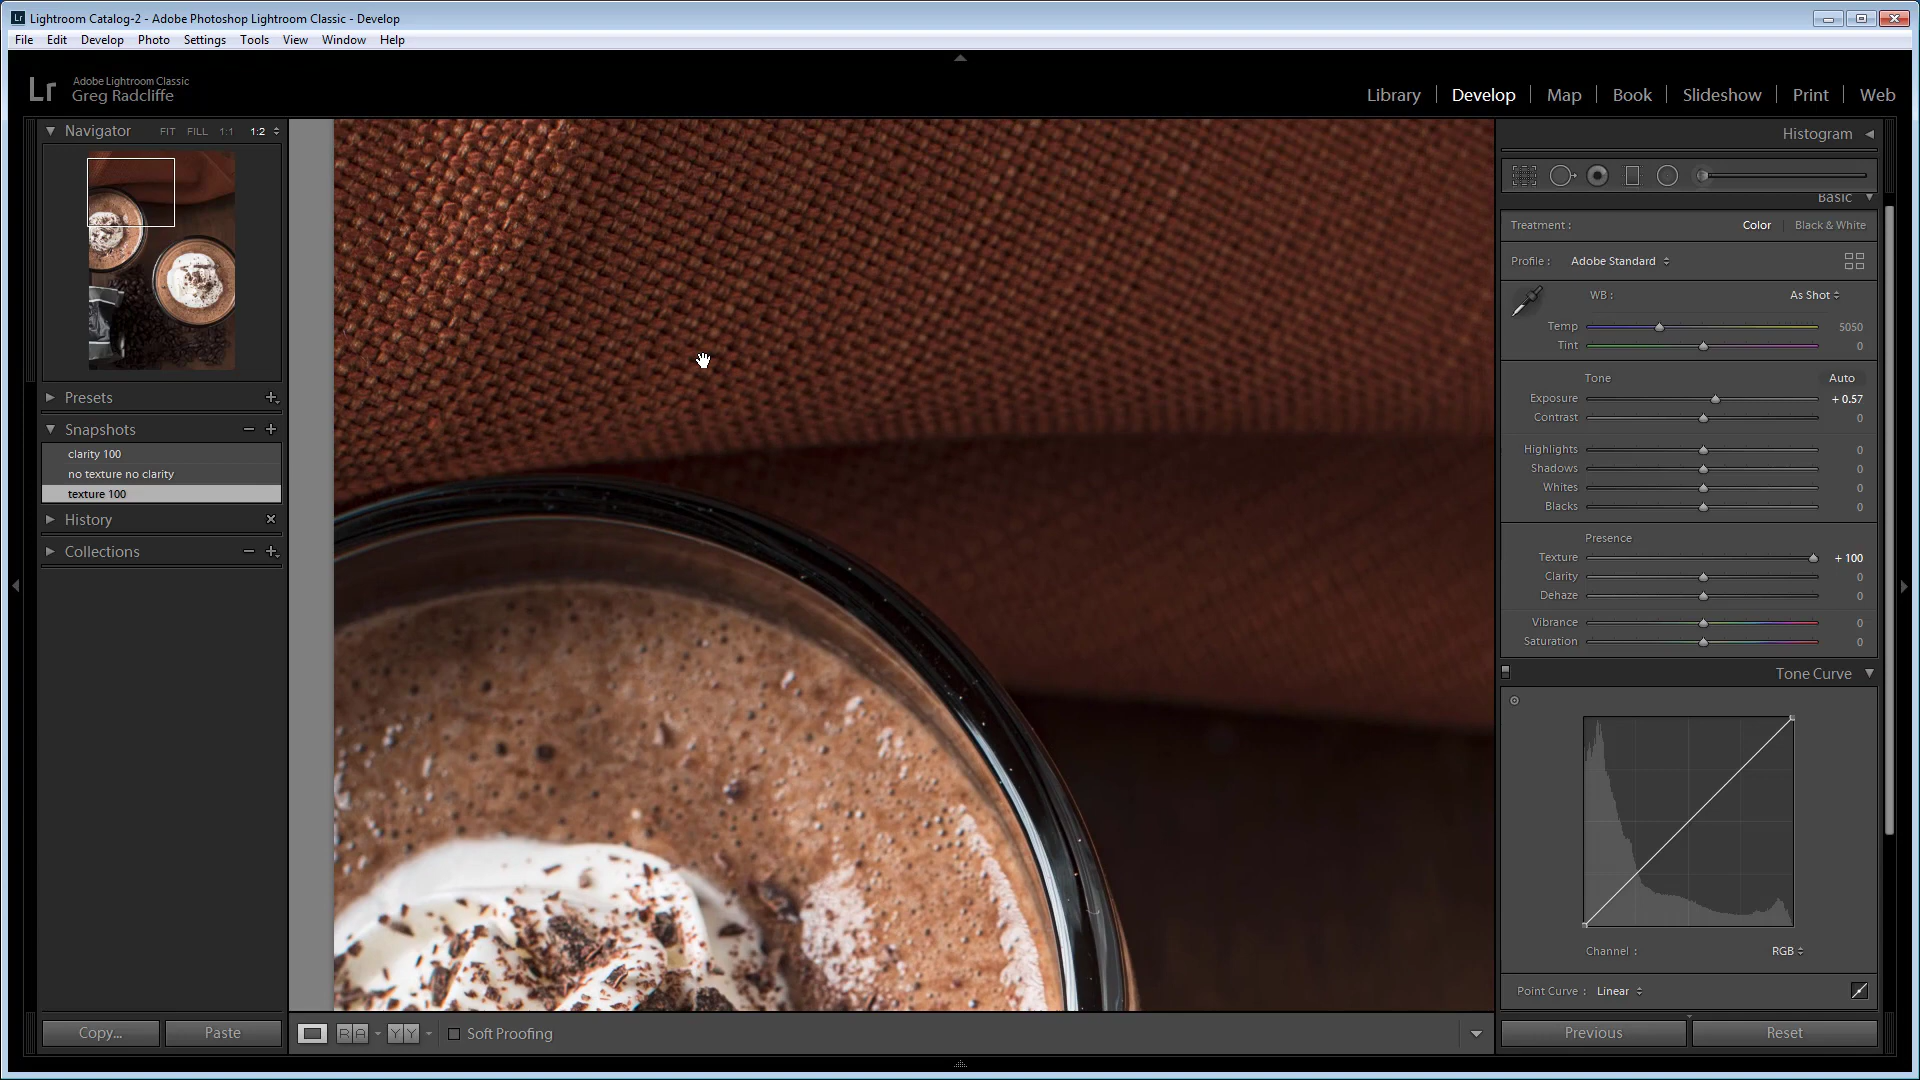 Lightroom Catalog-2 - Adobe Photoshop Lightroom Classic - Develop
File Edit Develop Photo Settings Tools View Window Help
Lr Adobe Lightroom Classic
Greg Radcliffe
Library Develop Map Book Slideshow Print Web
Navigator FIT FILL 1:1 1:2
Presets
Snapshots
clarity 100
no texture no clarity
texture 100
History
Collections
Copy... Paste
R A Y Y Soft Proofing
Histogram
Basic
Treatment : Color Black & White
Profile : Adobe Standard
WB : As Shot
Temp 5050
Tint 0
Tone Auto
Exposure + 0.57
Contrast 0
Highlights 0
Shadows 0
Whites 0
Blacks 0
Presence
Texture + 100
Clarity 0
Dehaze 0
Vibrance 0
Saturation 0
Tone Curve
Channel : RGB
Point Curve : Linear
Previous Reset